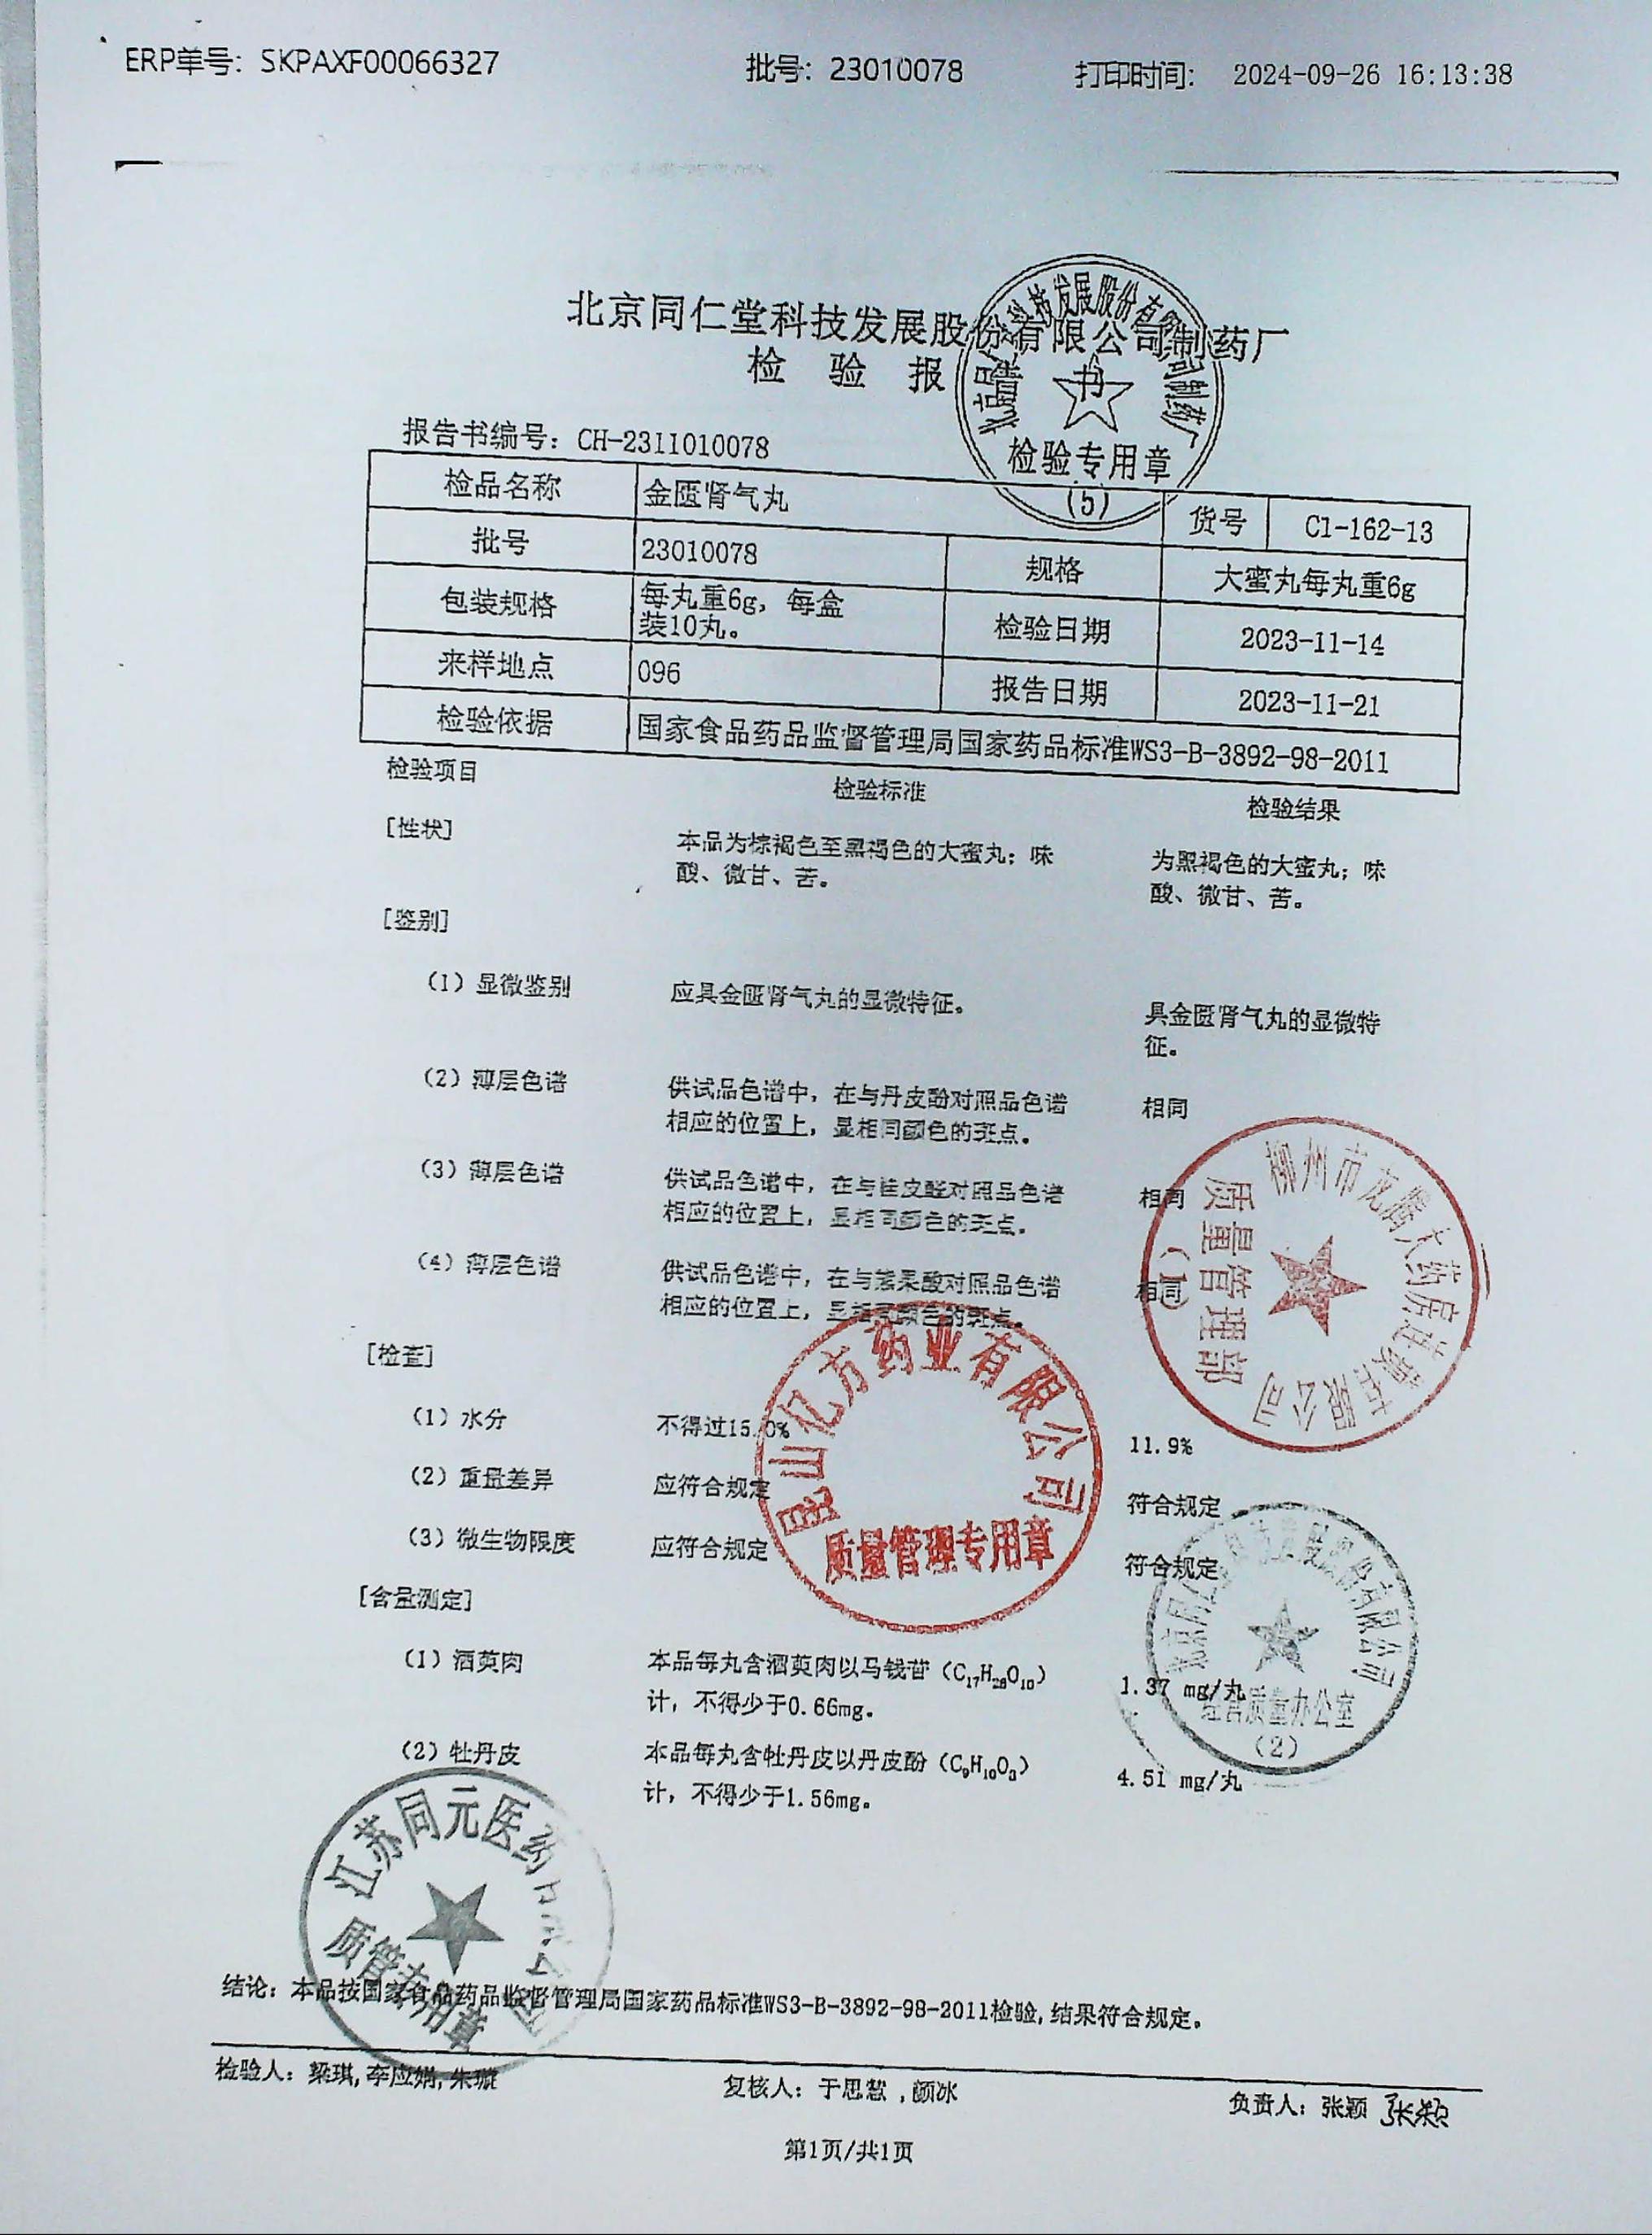 ERP单号：SKPAXF00066327 批号：23010078 打印时间： 2024-09-26 16:13:38
北京同仁堂科技发展股份有限公司制药厂
检 验 报 书
检验专用章
(5)
报告书编号：CH-2311010078
检品名称 金匮肾气丸 货号 C1-162-13
批号 23010078 规格 大蜜丸每丸重6g
包装规格 每丸重6g，每盒
装10丸。 检验日期 2023-11-14
来样地点 096 报告日期 2023-11-21
检验依据 国家食品药品监督管理局国家药品标准WS3-B-3892-98-2011
检验项目 检验标准 检验结果
[性状] 本品为棕褐色至黑褐色的大蜜丸；味 为黑褐色的大蜜丸；味
酸、微甘、苦。 酸、微甘、苦。
[鉴别]
(1) 显微鉴别 应具金匮肾气丸的显微特征。 具金匮肾气丸的显微特
征。
(2) 薄层色谱 供试品色谱中，在与丹皮酚对照品色谱 相同
相应的位置上，显相同颜色的斑点。
(3) 薄层色谱 供试品色谱中，在与桂皮醛对照品色谱 相同
相应的位置上，显相同颜色的斑点。
(4) 薄层色谱 供试品色谱中，在与熊果酸对照品色谱 相同
相应的位置上，显相同颜色的斑点。
柳州市龙腾大药房连锁有限公司
质量管理部
(1)
[检查]
(1) 水分 不得过15.0% 11.9%
(2) 重量差异 应符合规定 符合规定
(3) 微生物限度 应符合规定 符合规定
昆山亿方药业有限公司
质量管理专用章
[含量测定]
(1) 酒萸肉 本品每丸含酒萸肉以马钱苷（C₁₇H₂₆O₁₀） 1.37 mg/丸
计，不得少于0.66mg。
(2) 牡丹皮 本品每丸含牡丹皮以丹皮酚（C₉H₁₀O₃） 4.51 mg/丸
计，不得少于1.56mg。
经营质量办公室
(2)
江苏同元医药
质管专用章
结论：本品按国家食品药品监督管理局国家药品标准WS3-B-3892-98-2011检验,结果符合规定。
检验人：梁琪,李应娟,朱璇 复核人：于思慧 ,颜冰 负责人：张颖 张颖
第1页/共1页